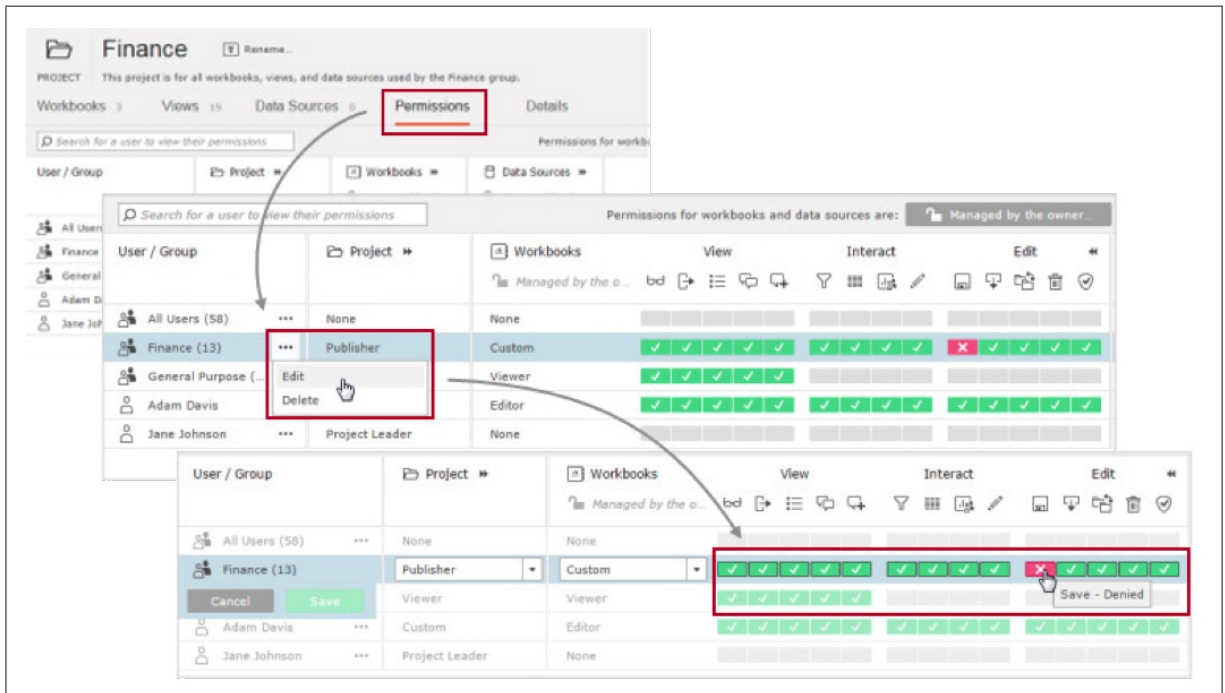 Finance Rename...
PROJECT This project is for all workbooks, views, and data sources used by the Finance group.
Workbooks 3 Views 19 Data Sources 0 Permissions Details
Search for a user to view their permissions Permissions for workb
User / Group Project Workbooks Data Sources
All Users
Finance
General
Adam D
Jane Joh
Search for a user to view their permissions Permissions for workbooks and data sources are: Managed by the owner...
User / Group Project Workbooks View Interact Edit
Managed by the o...
All Users (58) ... None None
Finance (13) ... Publisher Custom
General Purpose (... Viewer
Edit
Delete
Adam Davis Editor
Jane Johnson ... Project Leader None
User / Group Project Workbooks View Interact Edit
Managed by the o...
All Users (58) ... None None
Finance (13) Publisher Custom
Save - Denied
Cancel Save Viewer Viewer
Adam Davis ... Custom Editor
Jane Johnson ... Project Leader None